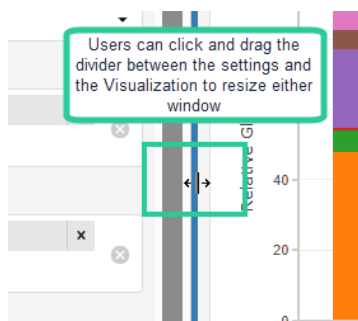 Users can click and drag the
divider between the settings and
the Visualization to resize either
window
Relative Gl
40
20
0
x